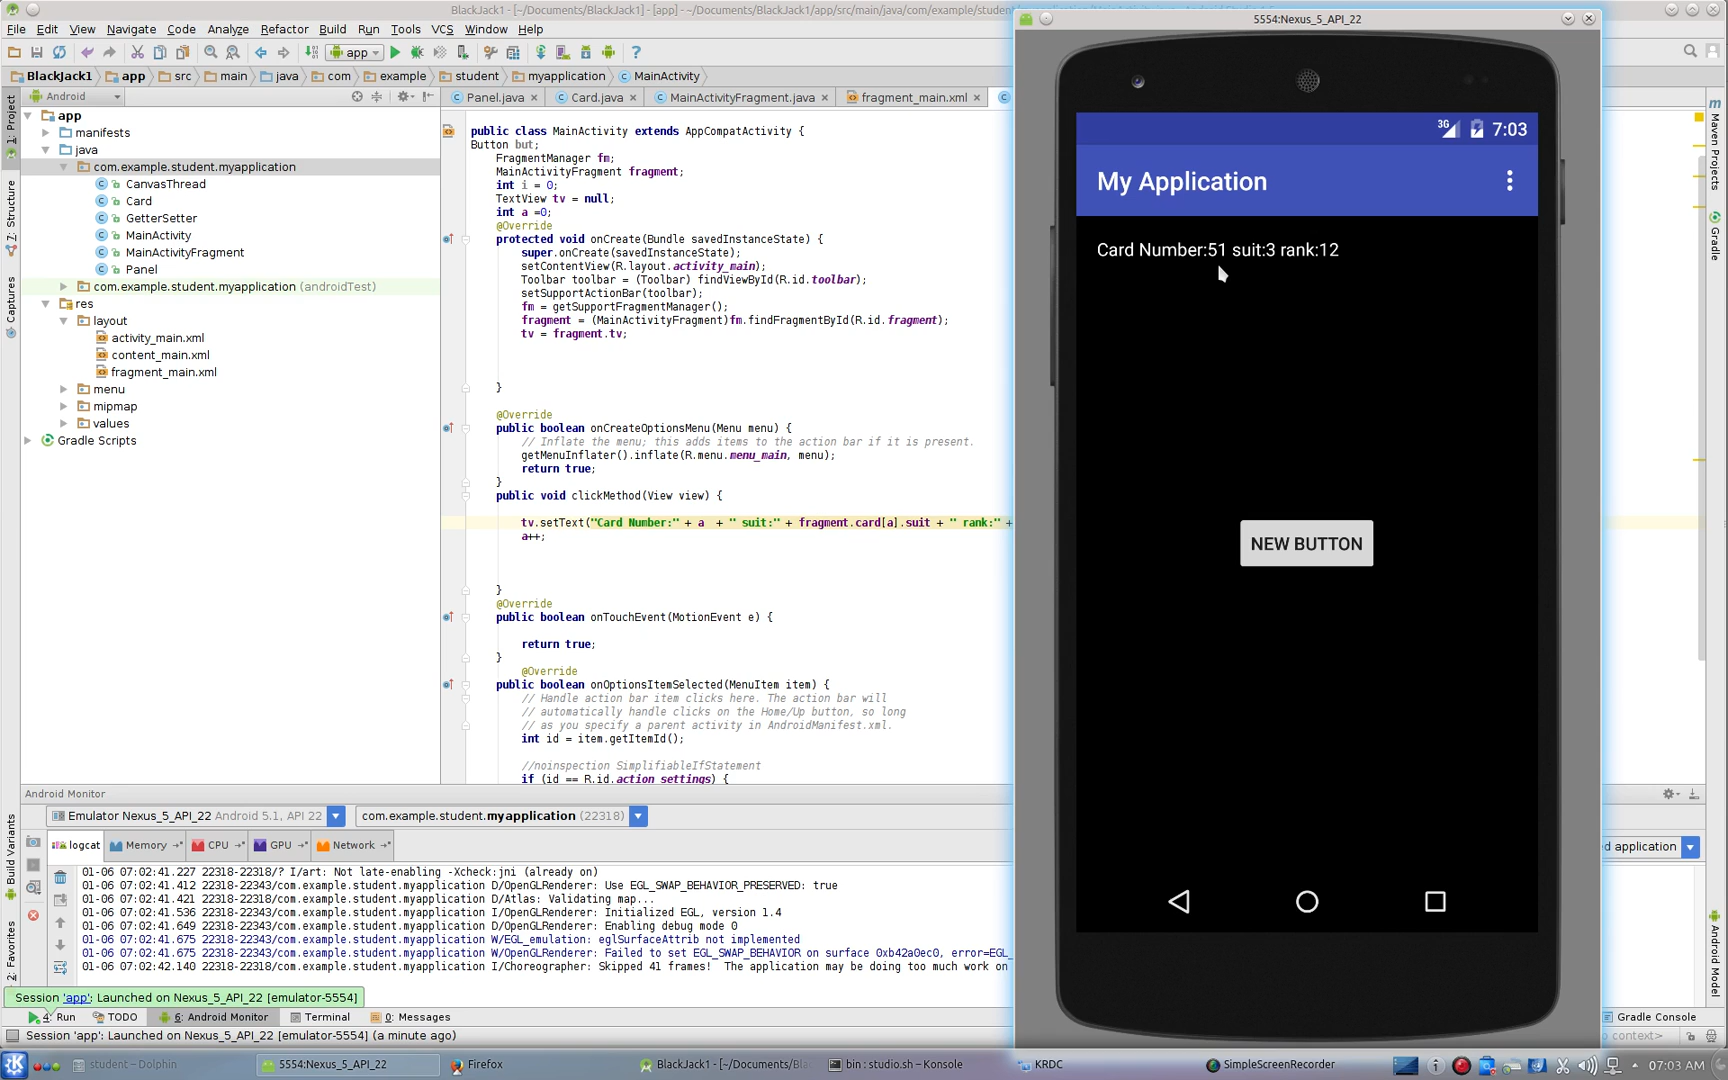 BlackJack1 - [~/Documents/BlackJack1] - [app] - ~/Documents/BlackJack1/app/src/main/java/com/example/stud
File Edit View Navigate Code Analyze Refactor Build Run Tools VCS Window Help
app
BlackJack1 app src main java com example student myapplication MainActivity
Android
Panel.java Card.java MainActivityFragment.java fragment_main.xml
1: Project
7: Structure
Captures
Build Variants
2: Favorites
app
manifests
java
com.example.student.myapplication
CanvasThread
Card
GetterSetter
MainActivity
MainActivityFragment
Panel
com.example.student.myapplication (androidTest)
res
layout
activity_main.xml
content_main.xml
fragment_main.xml
menu
mipmap
values
Gradle Scripts
public class MainActivity extends AppCompatActivity {
Button but;
FragmentManager fm;
MainActivityFragment fragment;
int i = 0;
TextView tv = null;
int a =0;
@Override
protected void onCreate(Bundle savedInstanceState) {
super.onCreate(savedInstanceState);
setContentView(R.layout.activity_main);
Toolbar toolbar = (Toolbar) findViewById(R.id.toolbar);
setSupportActionBar(toolbar);
fm = getSupportFragmentManager();
fragment = (MainActivityFragment)fm.findFragmentById(R.id.fragment);
tv = fragment.tv;
}
@Override
public boolean onCreateOptionsMenu(Menu menu) {
// Inflate the menu; this adds items to the action bar if it is present.
getMenuInflater().inflate(R.menu.menu_main, menu);
return true;
}
public void clickMethod(View view) {
tv.setText("Card Number:" + a + " suit:" + fragment.card[a].suit + " rank:" +
a++;
}
@Override
public boolean onTouchEvent(MotionEvent e) {
return true;
}
@Override
public boolean onOptionsItemSelected(MenuItem item) {
// Handle action bar item clicks here. The action bar will
// automatically handle clicks on the Home/Up button, so long
// as you specify a parent activity in AndroidManifest.xml.
int id = item.getItemId();
//noinspection SimplifiableIfStatement
if (id == R.id.action_settings) {
5554:Nexus_5_API_22
3G 7:03
My Application
Card Number:51 suit:3 rank:12
NEW BUTTON
Maven Projects
Gradle
Android Model
Android Monitor
Emulator Nexus_5_API_22 Android 5.1, API 22 com.example.student.myapplication (22318)
logcat Memory CPU GPU Network
application
01-06 07:02:41.227 22318-22318/? I/art: Not late-enabling -Xcheck:jni (already on)
01-06 07:02:41.412 22318-22343/com.example.student.myapplication D/OpenGLRenderer: Use EGL_SWAP_BEHAVIOR_PRESERVED: true
01-06 07:02:41.421 22318-22318/com.example.student.myapplication D/Atlas: Validating map...
01-06 07:02:41.536 22318-22343/com.example.student.myapplication I/OpenGLRenderer: Initialized EGL, version 1.4
01-06 07:02:41.649 22318-22343/com.example.student.myapplication D/OpenGLRenderer: Enabling debug mode 0
01-06 07:02:41.675 22318-22343/com.example.student.myapplication W/EGL_emulation: eglSurfaceAttrib not implemented
01-06 07:02:41.675 22318-22343/com.example.student.myapplication W/OpenGLRenderer: Failed to set EGL_SWAP_BEHAVIOR on surface 0xb42a0ec0, error=EGL_
01-06 07:02:42.140 22318-22318/com.example.student.myapplication I/Choreographer: Skipped 41 frames! The application may be doing too much work on
Session 'app': Launched on Nexus_5_API_22 [emulator-5554]
4: Run TODO 6: Android Monitor Terminal 0: Messages Gradle Console
Session 'app': Launched on Nexus_5_API_22 [emulator-5554] (a minute ago) context>
student – Dolphin 5554:Nexus_5_API_22 Firefox BlackJack1 - [~/Documents/Bla bin : studio.sh – Konsole KRDC SimpleScreenRecorder 07:03 AM